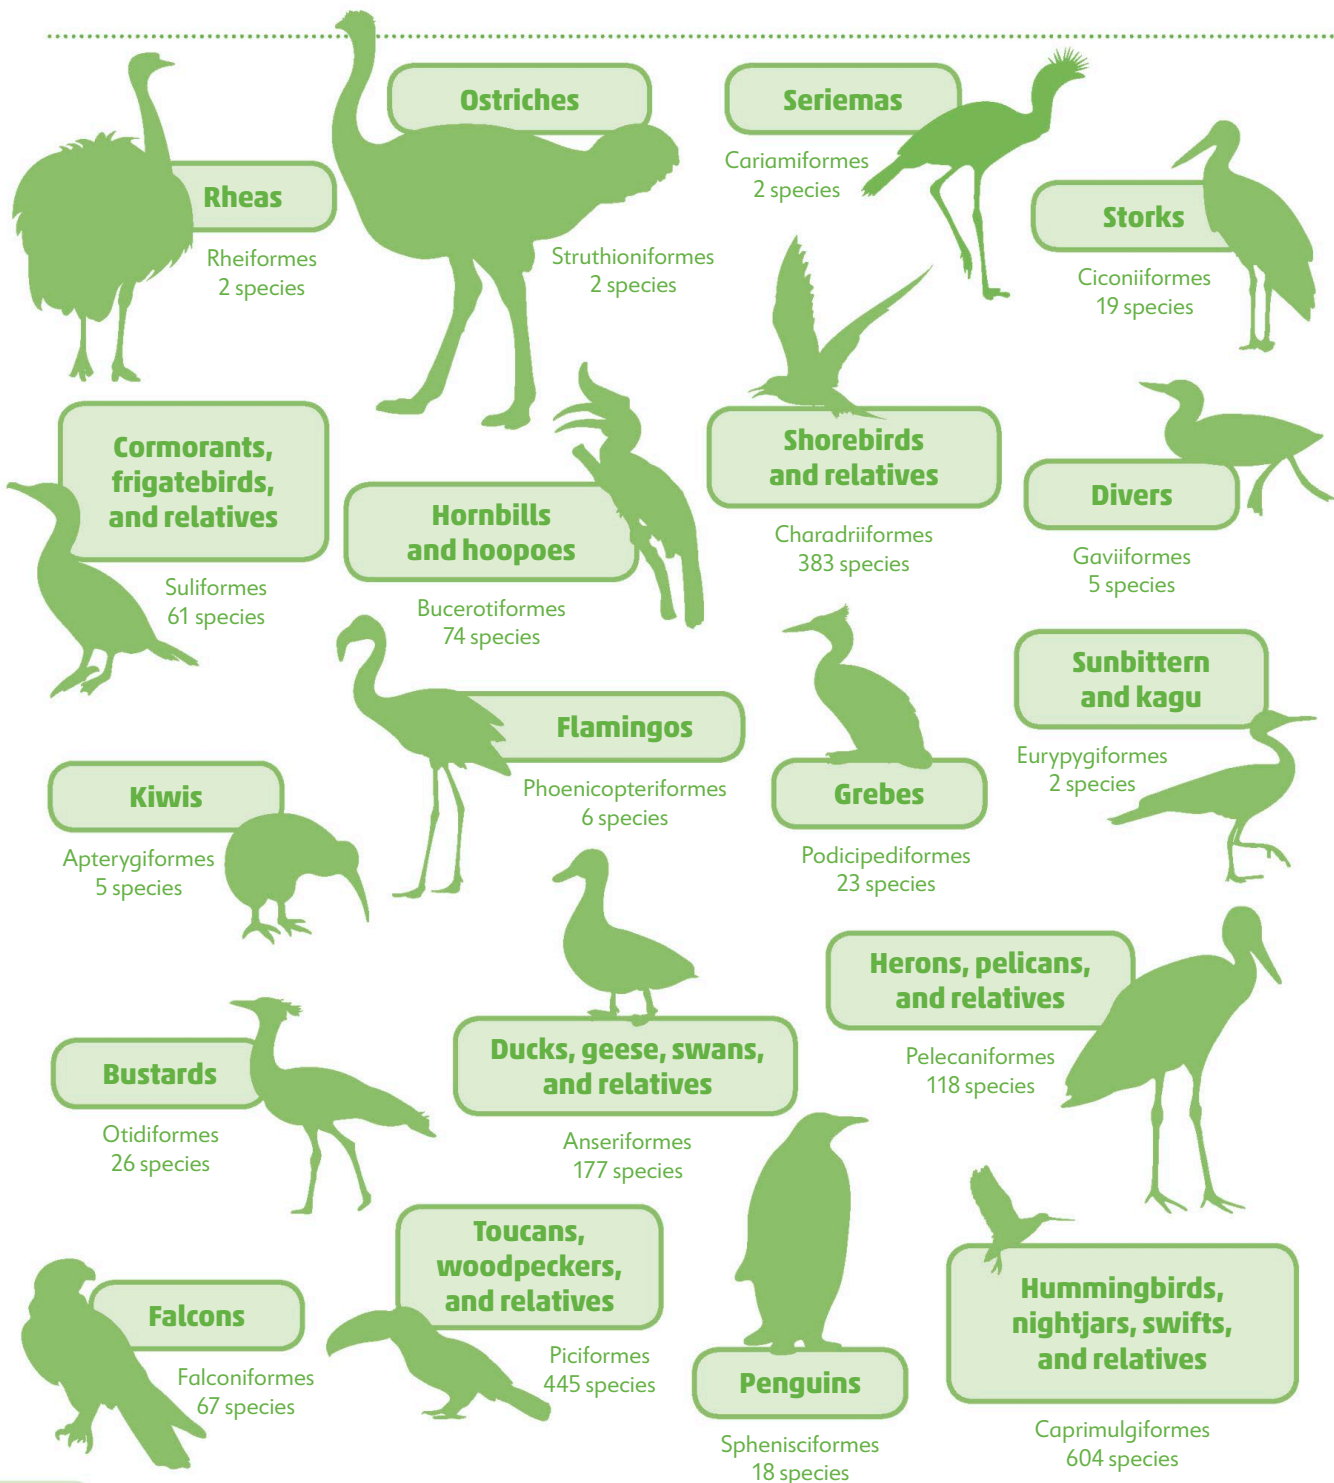 Ostriches
Struthioniformes
2 species
Seriemas
Cariamiformes
2 species
Rheas
Rheiformes
2 species
Storks
Ciconiiformes
19 species
Cormorants,
frigatebirds,
and relatives
Suliformes
61 species
Hornbills
and hoopoes
Bucerotiformes
74 species
Shorebirds
and relatives
Charadriiformes
383 species
Divers
Gaviiformes
5 species
Flamingos
Phoenicopteriformes
6 species
Sunbittern
and kagu
Eurypygiformes
2 species
Kiwis
Apterygiformes
5 species
Grebes
Podicipediformes
23 species
Herons, pelicans,
and relatives
Pelecaniformes
118 species
Bustards
Otidiformes
26 species
Ducks, geese, swans,
and relatives
Anseriformes
177 species
Toucans,
woodpeckers,
and relatives
Piciformes
445 species
Falcons
Falconiformes
67 species
Penguins
Sphenisciformes
18 species
Hummingbirds,
nightjars, swifts,
and relatives
Caprimulgiformes
604 species